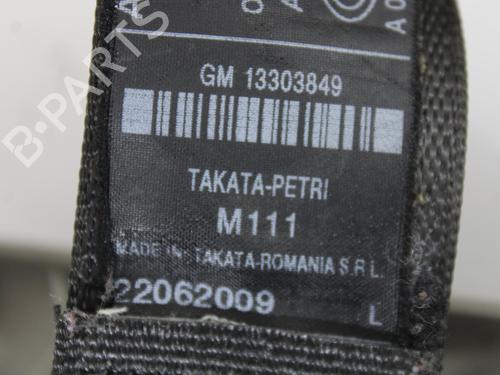 GM 13303849
TAKATA-PETRI
M111
MADE IN TAKATA-ROMANIA S.R.L.
22062009 L
B-PARTS